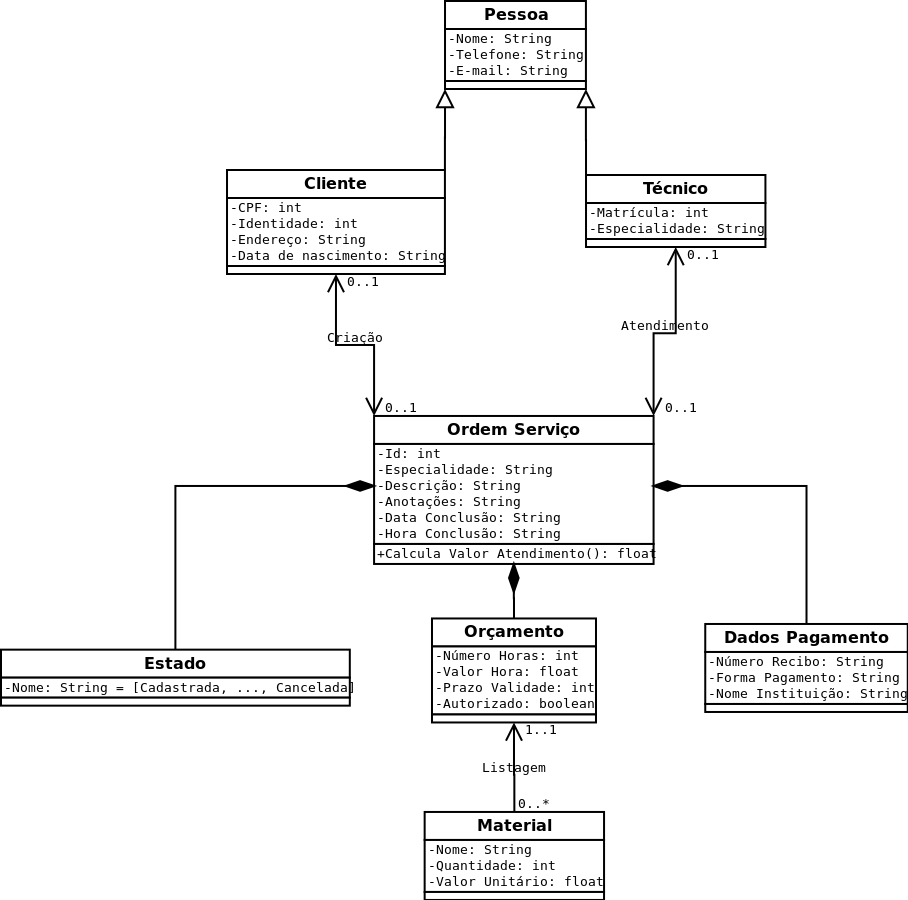 Pessoa
-Nome: String
-Telefone: String
-E-mail: String
Cliente
-CPF: int
-Identidade: int
-Endereço: String
-Data de nascimento: String
Técnico
-Matrícula: int
-Especialidade: String
0..1
0..1
Criação
Atendimento
0..1
0..1
Ordem Serviço
-Id: int
-Especialidade: String
-Descrição: String
-Anotações: String
-Data Conclusão: String
-Hora Conclusão: String
+Calcula Valor Atendimento(): float
Estado
-Nome: String = [Cadastrada, ..., Cancelada]
Orçamento
-Número Horas: int
-Valor Hora: float
-Prazo Validade: int
-Autorizado: boolean
Dados Pagamento
-Número Recibo: String
-Forma Pagamento: String
-Nome Instituição: String
1..1
Listagem
0..*
Material
-Nome: String
-Quantidade: int
-Valor Unitário: float